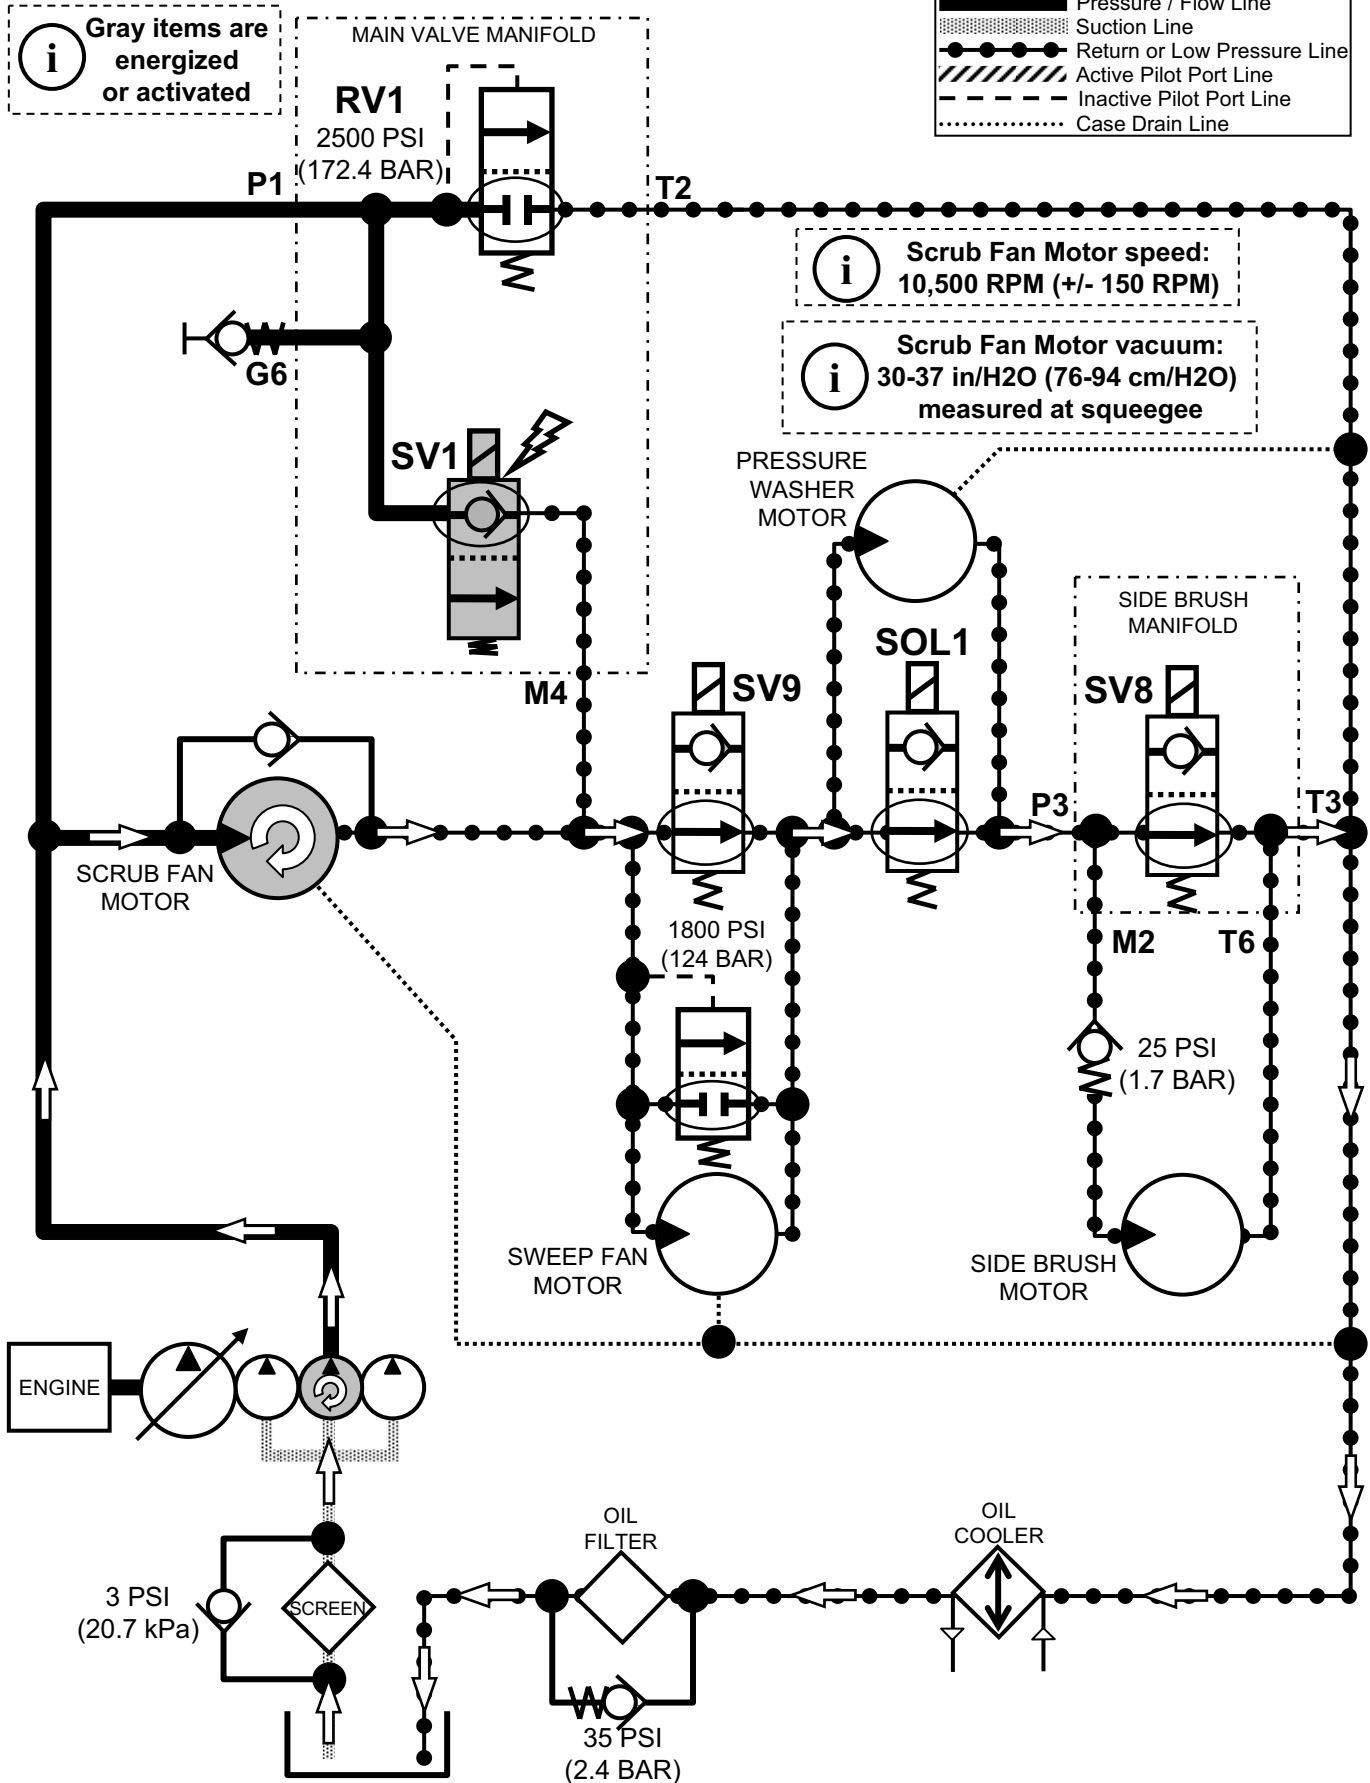 Pressure / Flow Line
Suction Line
Return or Low Pressure Line
Active Pilot Port Line
Inactive Pilot Port Line
Case Drain Line
i
Gray items are
energized
or activated
MAIN VALVE MANIFOLD
RV1
2500 PSI
(172.4 BAR)
P1
T2
i
Scrub Fan Motor speed:
10,500 RPM (+/- 150 RPM)
i
Scrub Fan Motor vacuum:
30-37 in/H2O (76-94 cm/H2O)
measured at squeegee
G6
SV1
PRESSURE
WASHER
MOTOR
SIDE BRUSH
MANIFOLD
M4
SV9
SOL1
SV8
P3
T3
SCRUB FAN
MOTOR
1800 PSI
(124 BAR)
M2
T6
25 PSI
(1.7 BAR)
SWEEP FAN
MOTOR
SIDE BRUSH
MOTOR
ENGINE
OIL
FILTER
OIL
COOLER
3 PSI
(20.7 kPa)
SCREEN
35 PSI
(2.4 BAR)